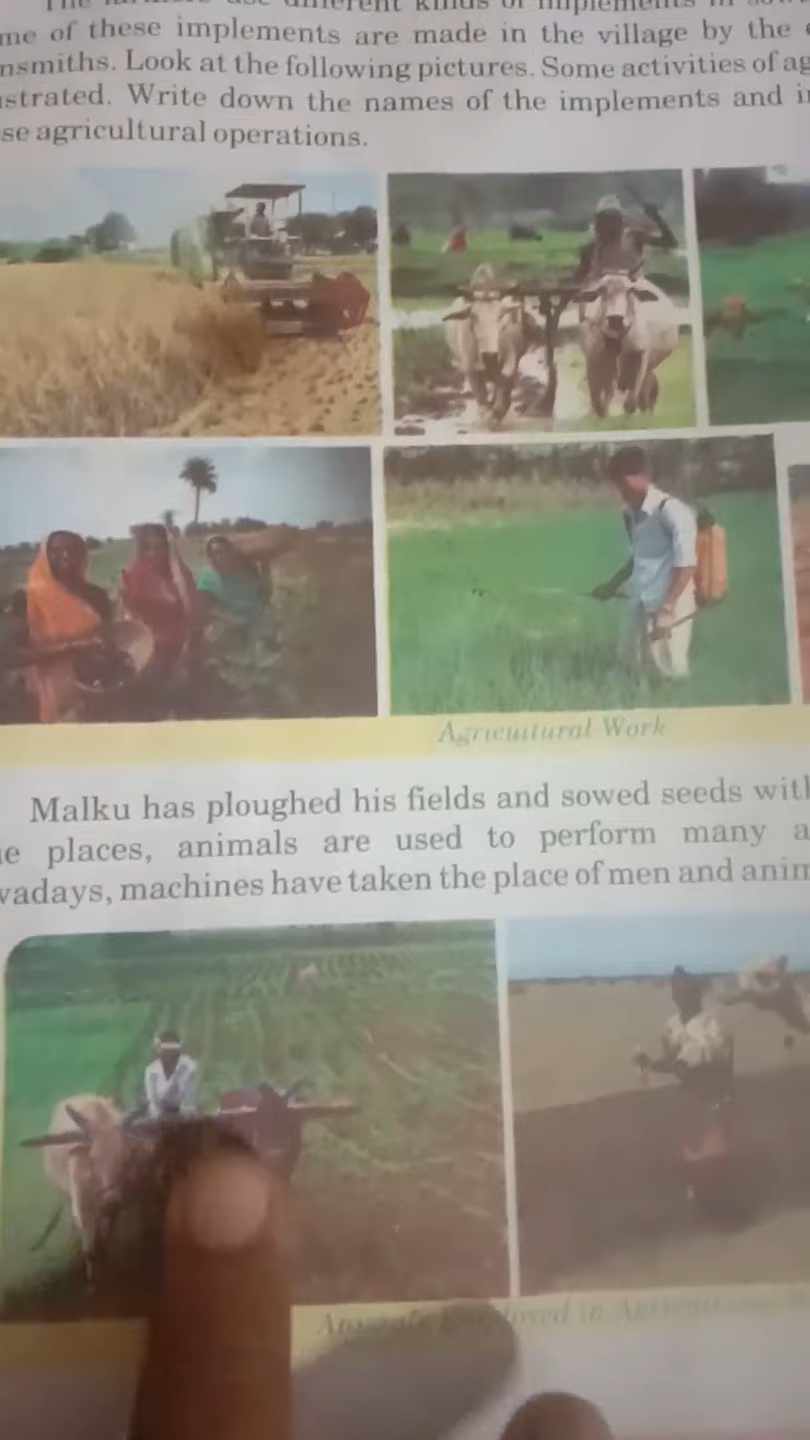 me of these implements are made in the village by the
nsmiths. Look at the following pictures. Some activities of ag
strated. Write down the names of the implements and i
se agricultural operations.
Agricultural Work
Malku has ploughed his fields and sowed seeds with
e places, animals are used to perform many a
vadays, machines have taken the place of men and anim